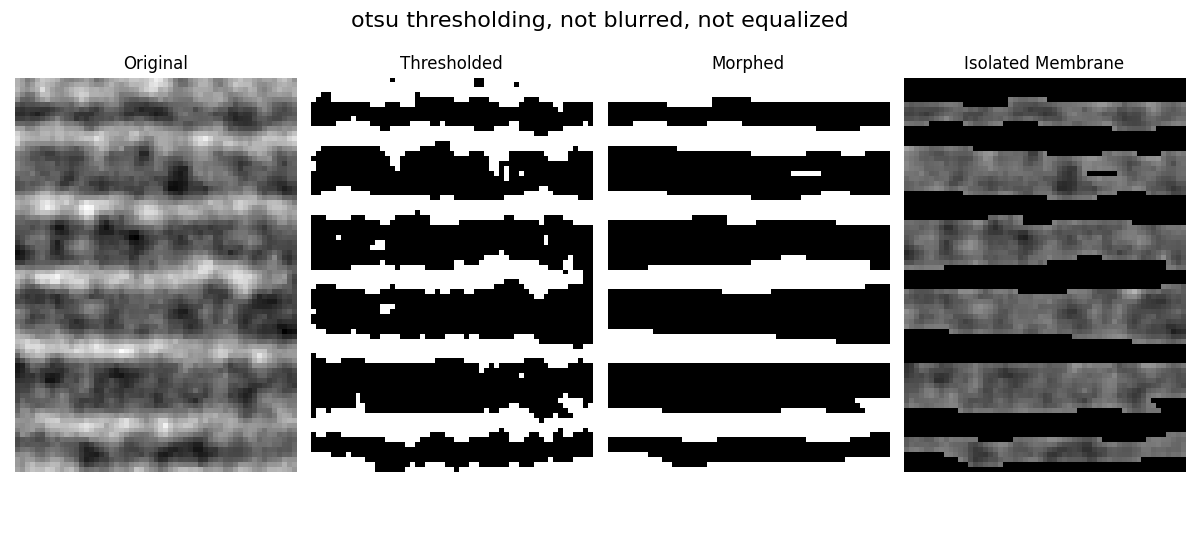 otsu thresholding, not blurred, not equalized
Original
Thresholded
Morphed
Isolated Membrane